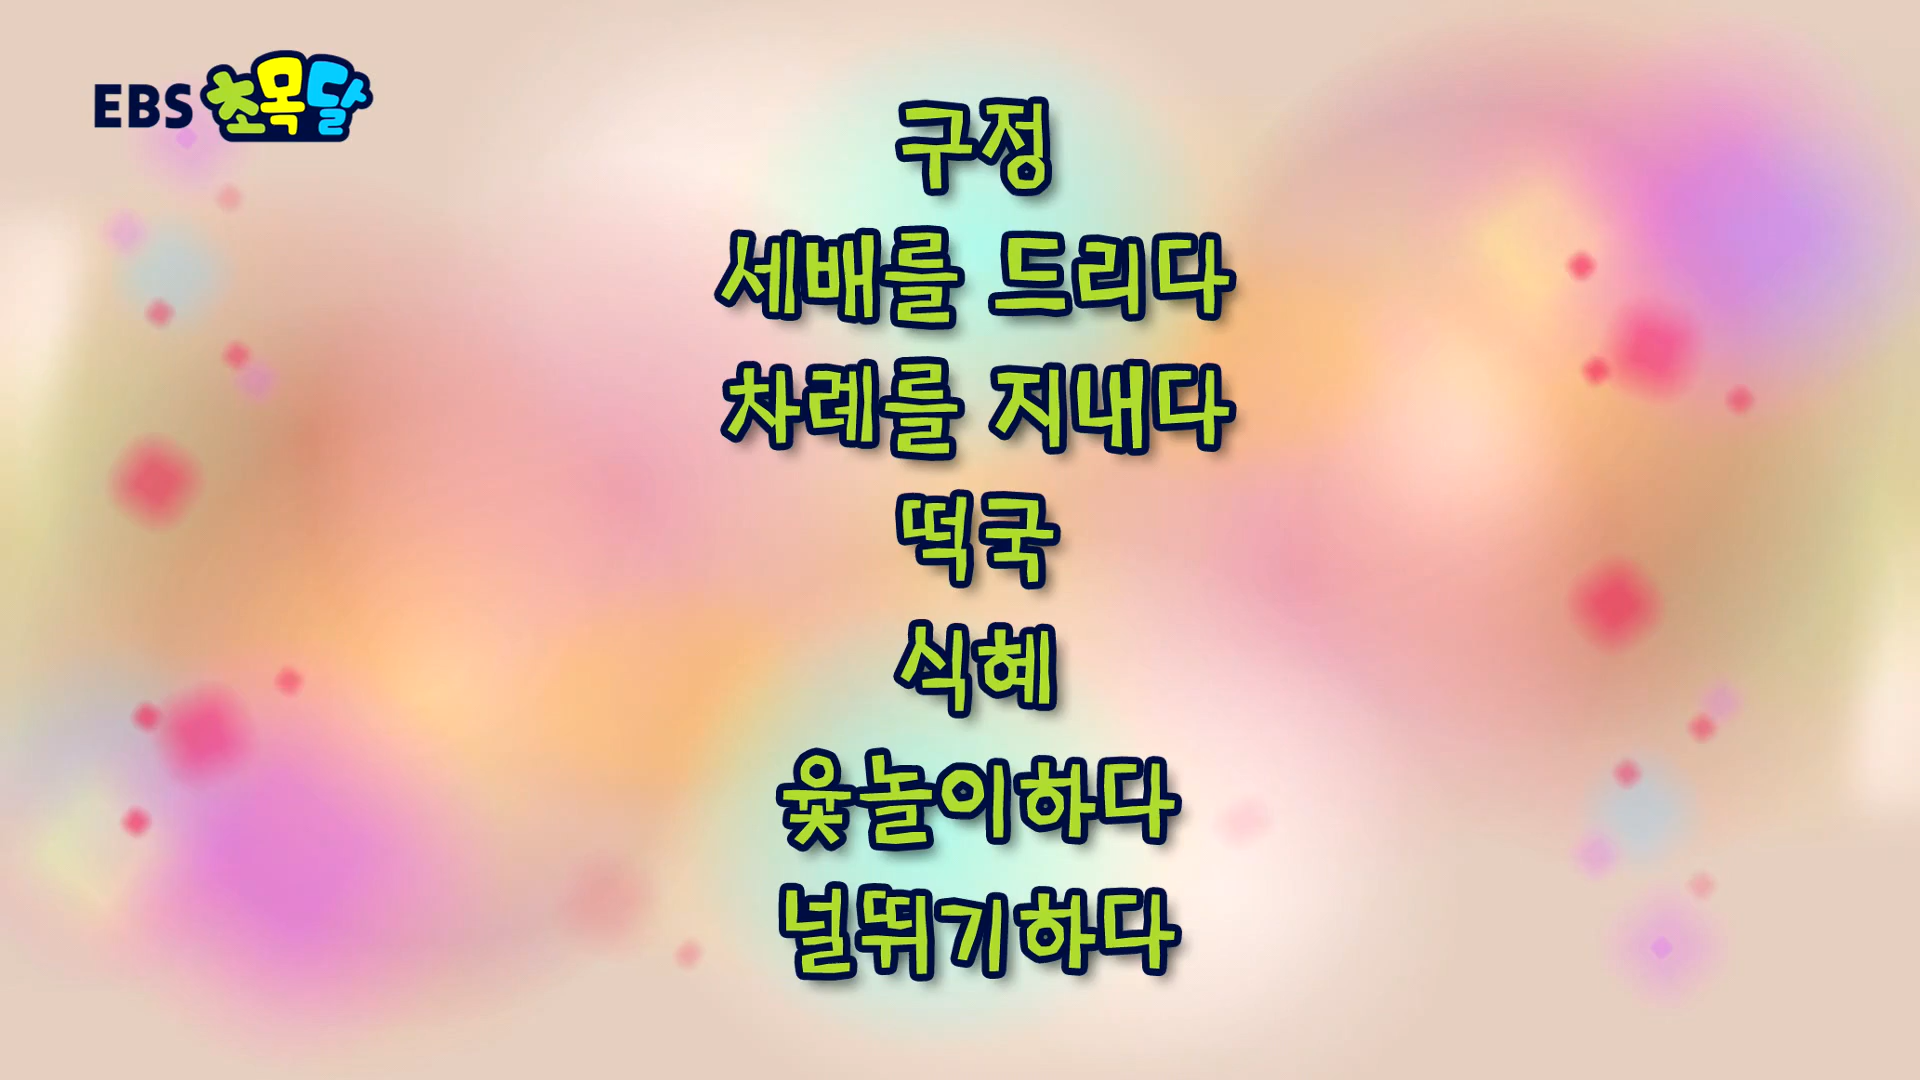 EBS 초목달
구정
세배를 드리다
차례를 지내다
떡국
식혜
윷놀이하다
널뛰기하다